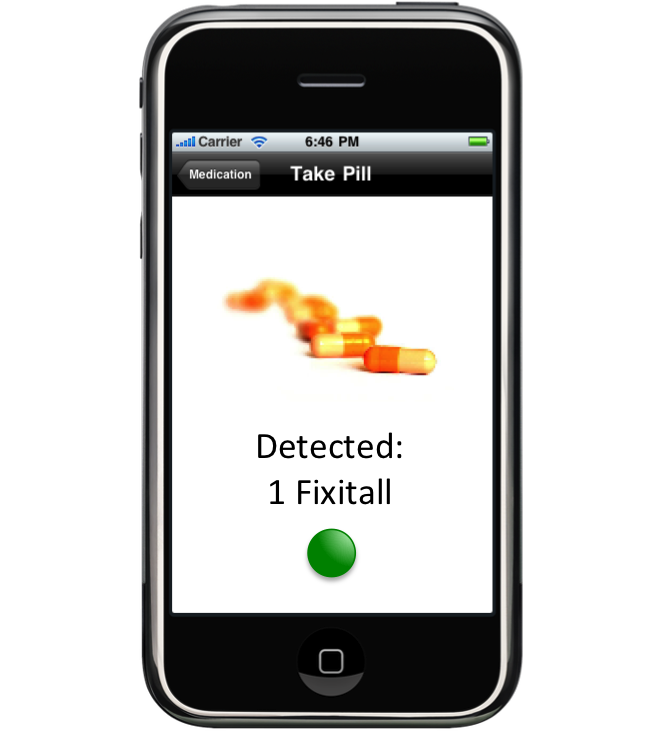 Carrier 6:46 PM
Medication Take Pill
Detected:
1 Fixitall